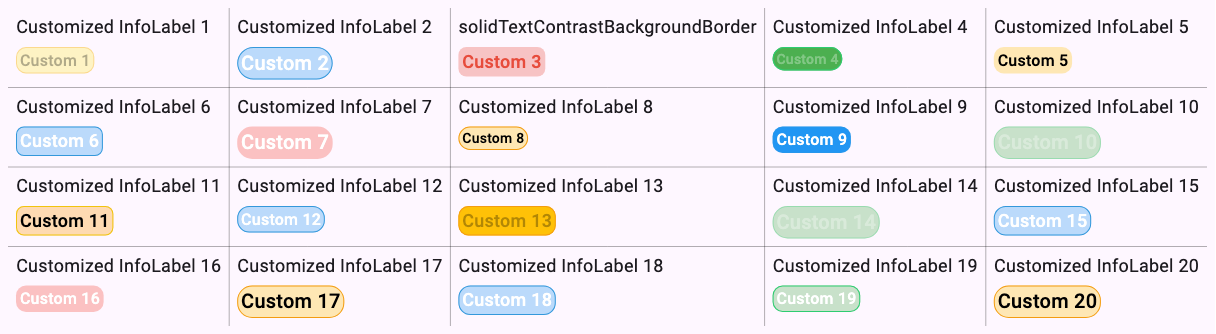 Customized InfoLabel 1
Custom 1
Customized InfoLabel 2
Custom 2
solidTextContrastBackgroundBorder
Custom 3
Customized InfoLabel 4
Custom 4
Customized InfoLabel 5
Custom 5
Customized InfoLabel 6
Custom 6
Customized InfoLabel 7
Custom 7
Customized InfoLabel 8
Custom 8
Customized InfoLabel 9
Custom 9
Customized InfoLabel 10
Custom 10
Customized InfoLabel 11
Custom 11
Customized InfoLabel 12
Custom 12
Customized InfoLabel 13
Custom 13
Customized InfoLabel 14
Custom 14
Customized InfoLabel 15
Custom 15
Customized InfoLabel 16
Custom 16
Customized InfoLabel 17
Custom 17
Customized InfoLabel 18
Custom 18
Customized InfoLabel 19
Custom 19
Customized InfoLabel 20
Custom 20